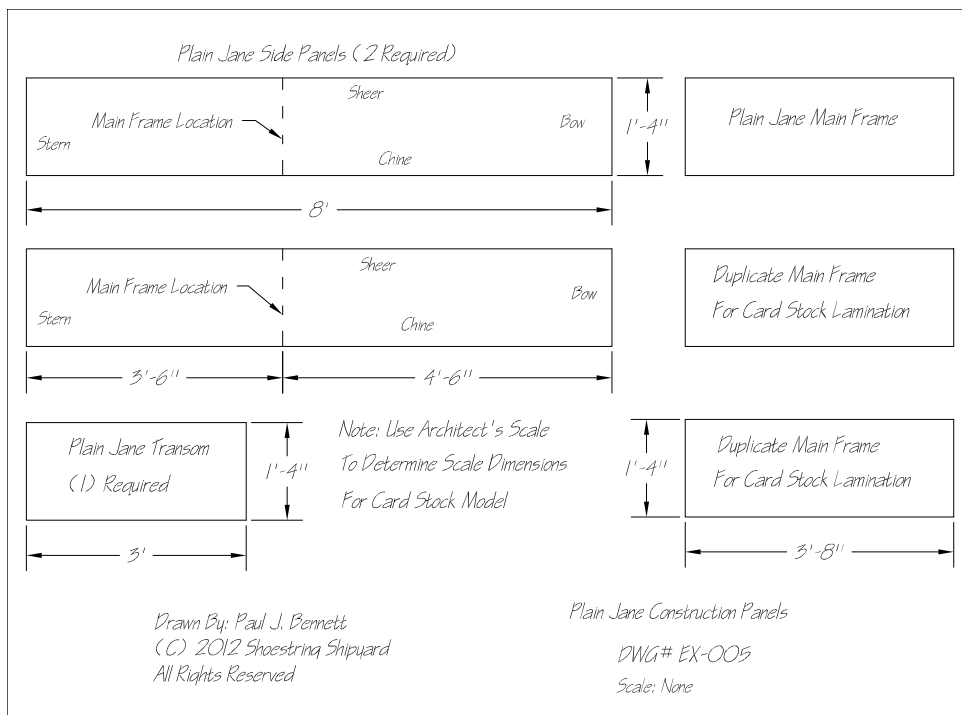 Plain Jane Side Panels (2 Required)
Sheer
Main Frame Location
Bow
Stern
Chine
1'-4"
Plain Jane Main Frame
8'
Sheer
Main Frame Location
Bow
Stern
Chine
Duplicate Main Frame
For Card Stock Lamination
3'-6"
4'-6"
Plain Jane Transom
(1) Required
1'-4"
Note: Use Architect's Scale
To Determine Scale Dimensions
For Card Stock Model
1'-4"
Duplicate Main Frame
For Card Stock Lamination
3'
3'-8"
Drawn By: Paul J. Bennett
(C) 2012 Shoestring Shipyard
All Rights Reserved
Plain Jane Construction Panels
DWG# EX-005
Scale: None